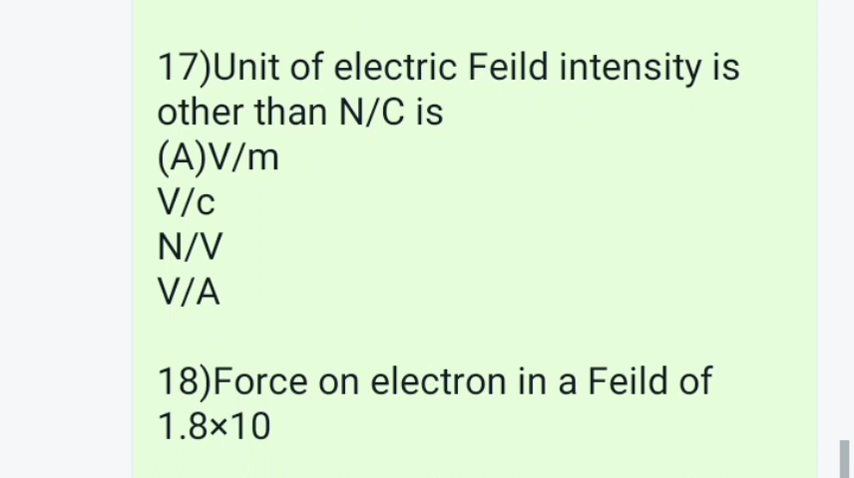 17)Unit of electric Feild intensity is
other than N/C is
(A)V/m
V/c
N/V
V/A
18)Force on electron in a Feild of
1.8×10